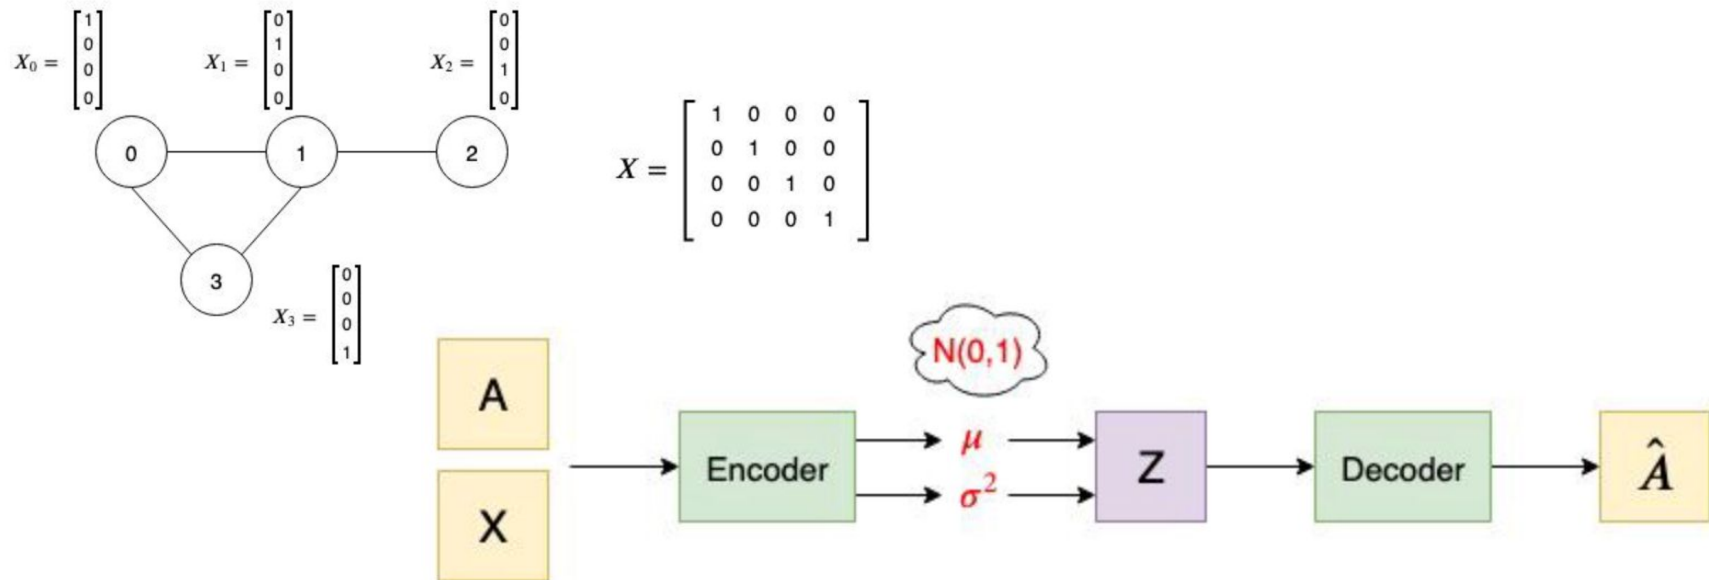 X₀ = [1 0 0 0]
X₁ = [0 1 0 0]
X₂ = [0 0 1 0]
0
1
2
3
X₃ = [0 0 0 1]
X =
1 0 0 0
0 1 0 0
0 0 1 0
0 0 0 1
A
X
Encoder
N(0,1)
μ
σ²
Z
Decoder
Â